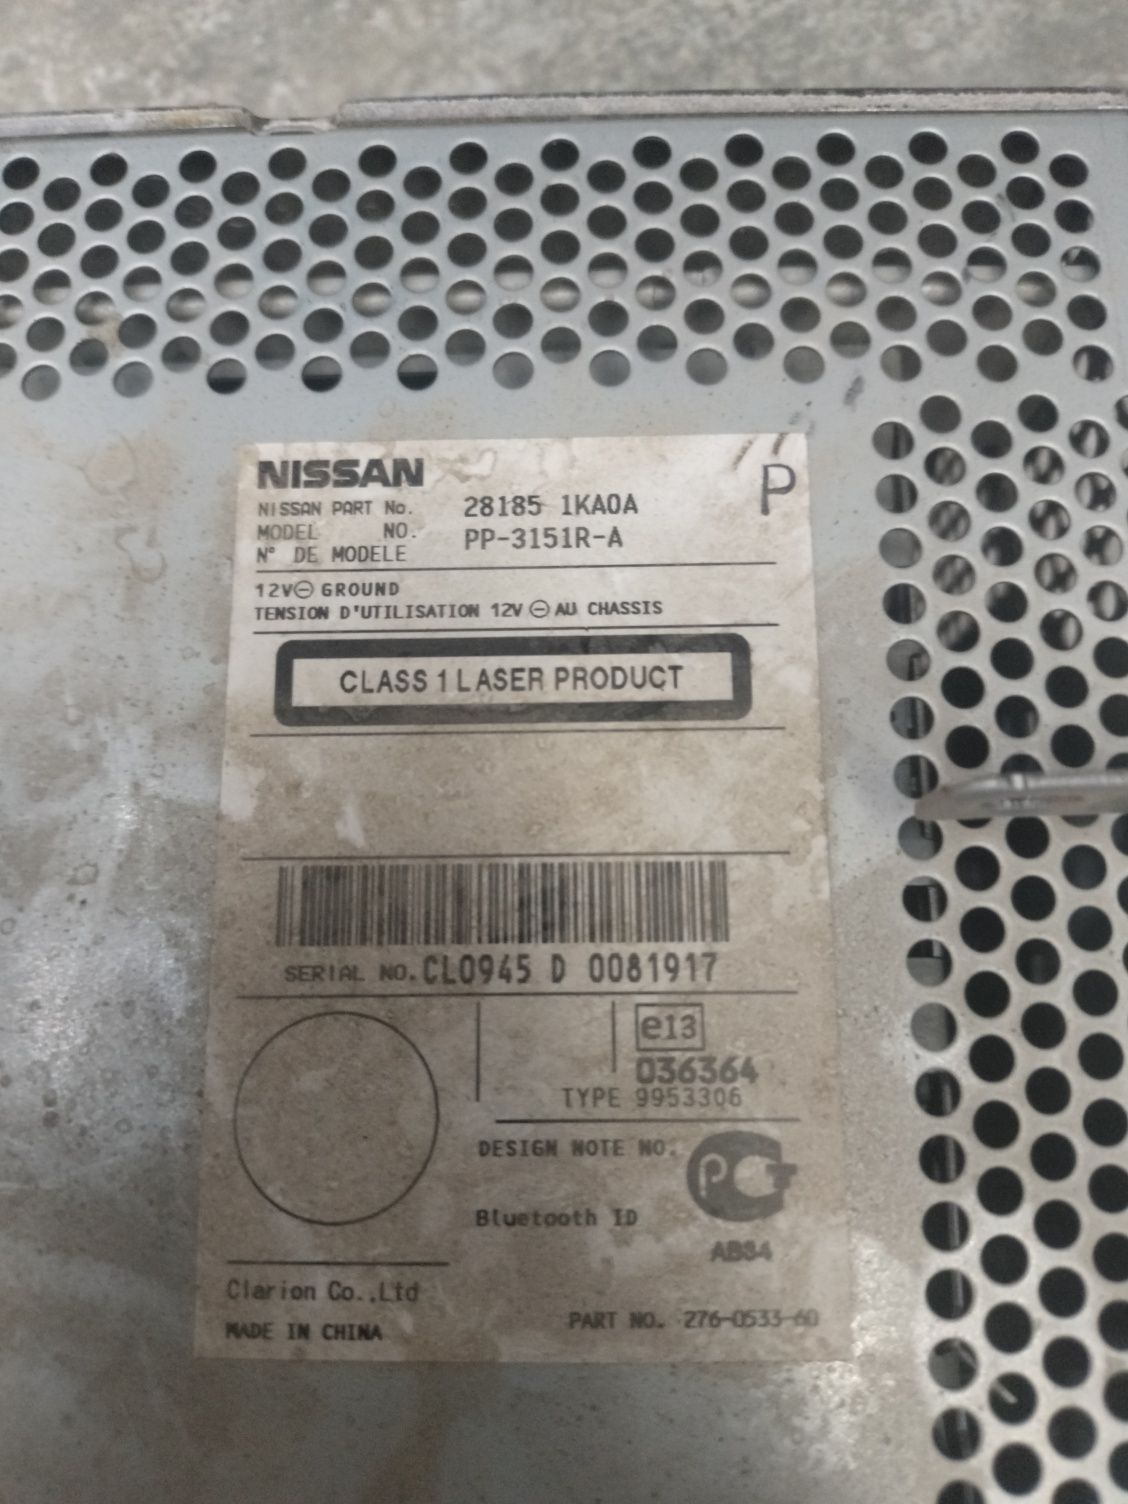 NISSAN
P
NISSAN PART No. 28185 1KA0A
MODEL NO. PP-3151R-A
N° DE MODELE
12V⊖ GROUND
TENSION D'UTILISATION 12V ⊖ AU CHASSIS
CLASS 1 LASER PRODUCT
SERIAL NO. CL0945 D 0081917
e13
036364
TYPE 9953306
DESIGN NOTE NO.
Bluetooth ID
Clarion Co.,Ltd
MADE IN CHINA
PART NO. 276-0533-60